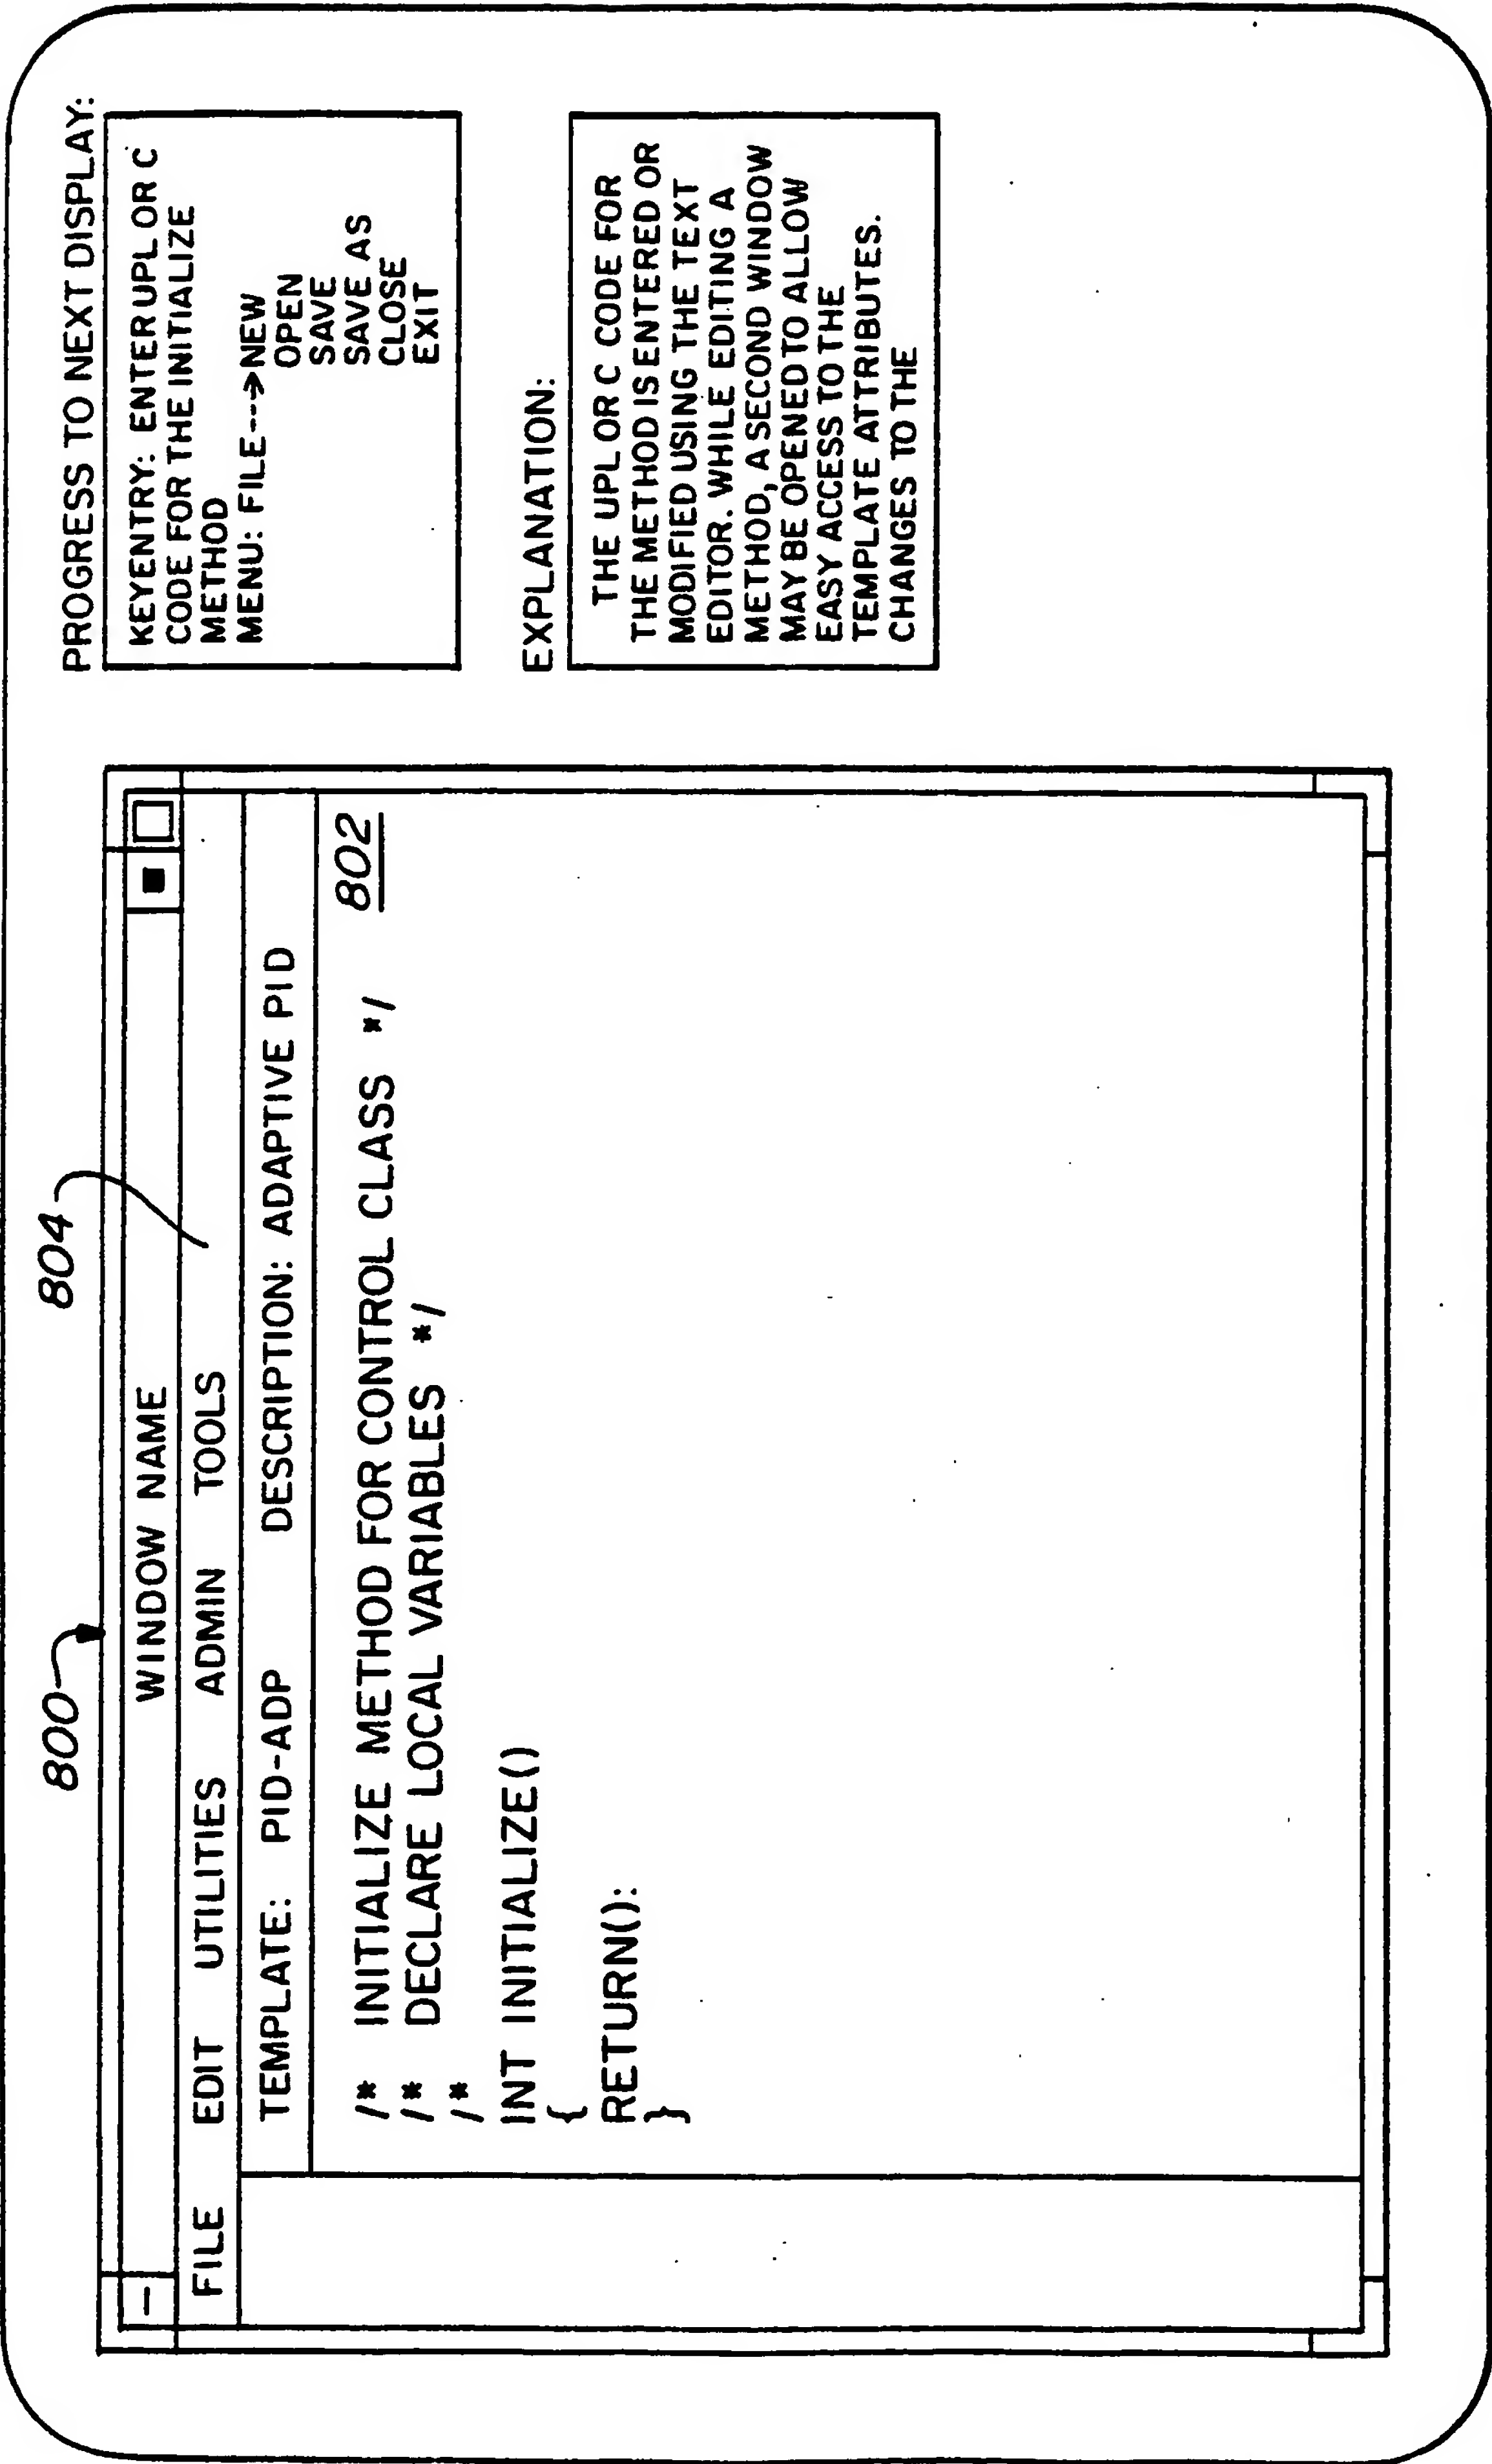 800
804
WINDOW NAME
FILE EDIT UTILITIES ADMIN TOOLS
TEMPLATE: PID-ADP DESCRIPTION: ADAPTIVE PID
802
/* INITIALIZE METHOD FOR CONTROL CLASS */
/* DECLARE LOCAL VARIABLES */
/*
INT INITIALIZE()
{
RETURN():
}
PROGRESS TO NEXT DISPLAY:
KEYENTRY: ENTER UPL OR C
CODE FOR THE INITIALIZE
METHOD
MENU: FILE--->NEW
OPEN
SAVE
SAVE AS
CLOSE
EXIT
EXPLANATION:
THE UPL OR C CODE FOR
THE METHOD IS ENTERED OR
MODIFIED USING THE TEXT
EDITOR. WHILE EDITING A
METHOD, A SECOND WINDOW
MAY BE OPENED TO ALLOW
EASY ACCESS TO THE
TEMPLATE ATTRIBUTES.
CHANGES TO THE